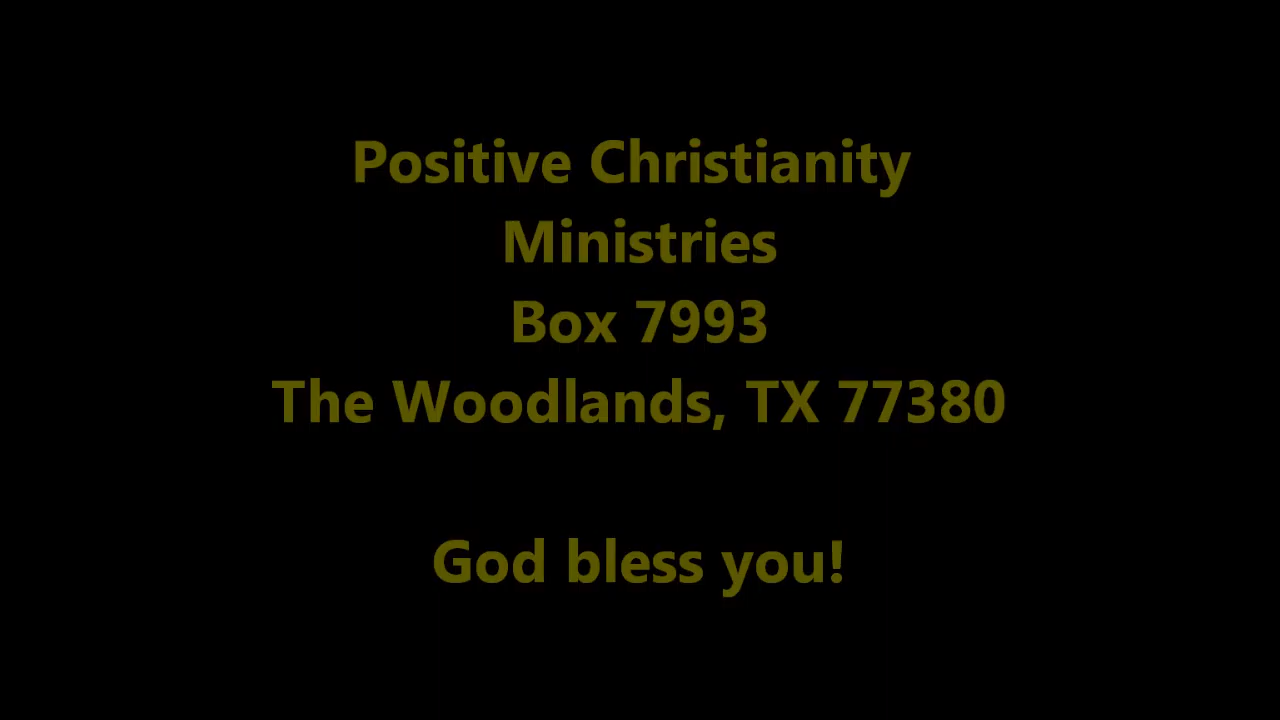 Positive Christianity
Ministries
Box 7993
The Woodlands, TX 77380
God bless you!